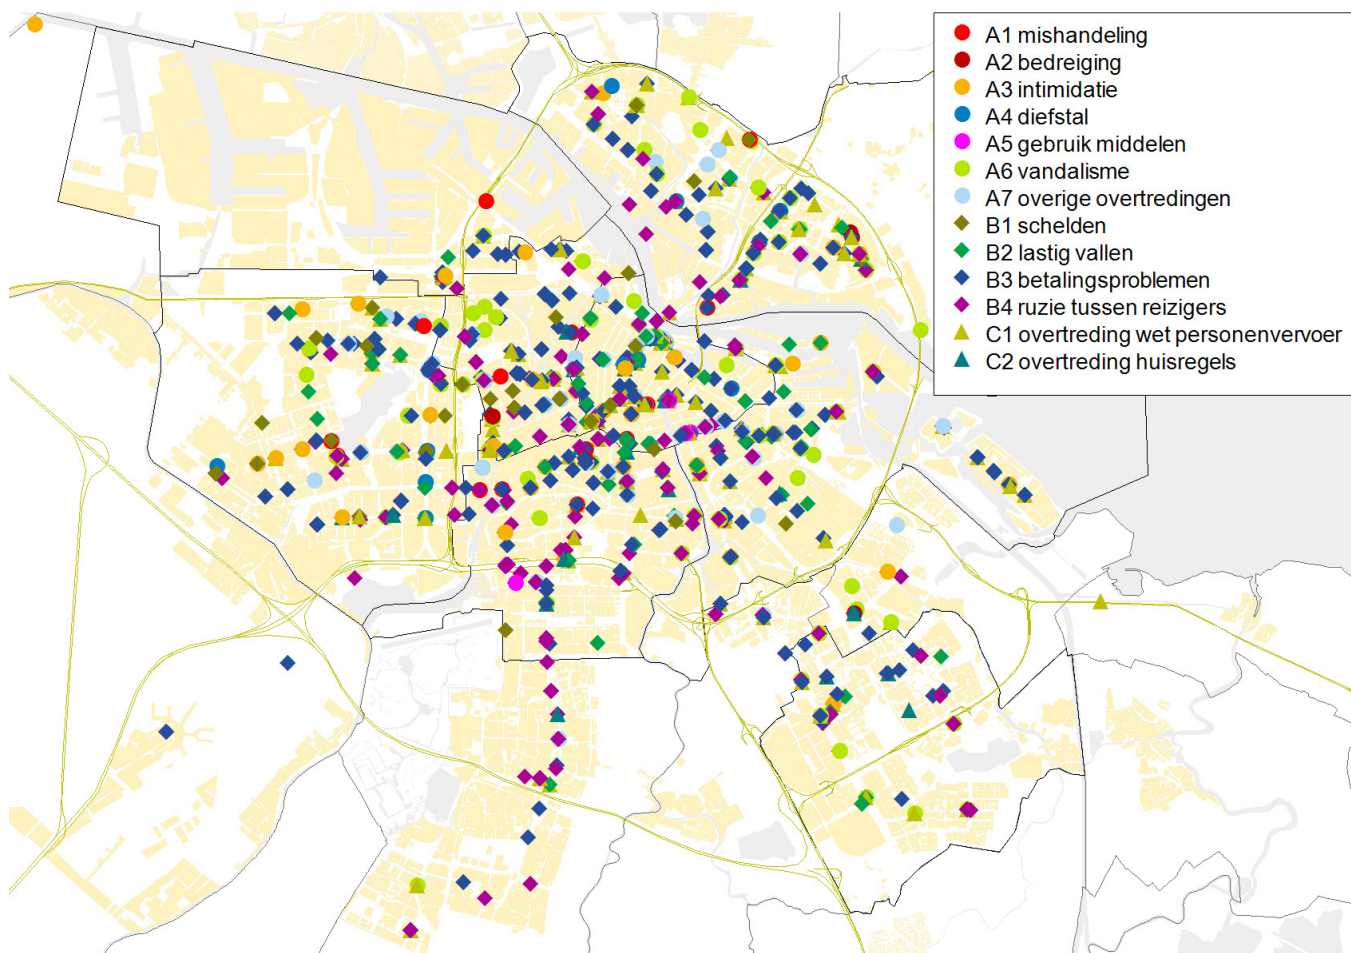 A1 mishandeling
A2 bedreiging
A3 intimidatie
A4 diefstal
A5 gebruik middelen
A6 vandalisme
A7 overige overtredingen
B1 schelden
B2 lastig vallen
B3 betalingsproblemen
B4 ruzie tussen reizigers
C1 overtreding wet personenvervoer
C2 overtreding huisregels